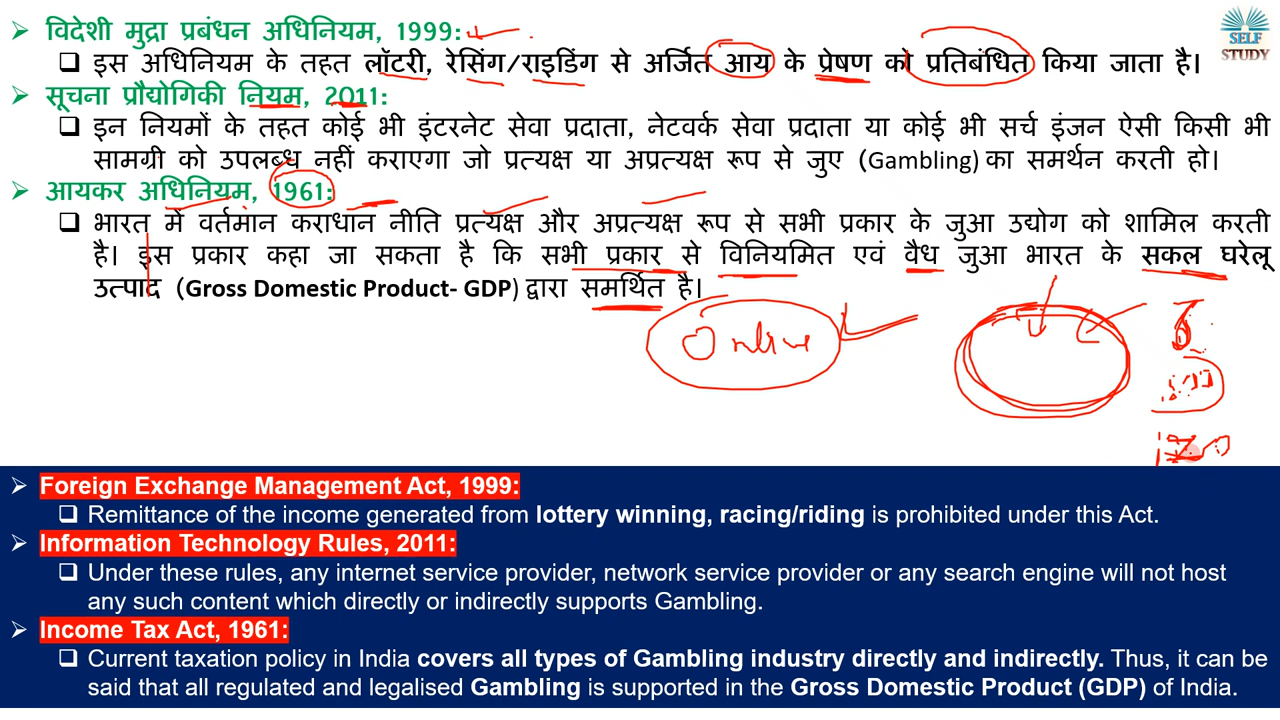 विदेशी मुद्रा प्रबंधन अधिनियम, 1999:
SELF
STUDY
इस अधिनियम के तहत लॉटरी, रेसिंग/राइडिंग से अर्जित आय के प्रेषण को प्रतिबंधित किया जाता है।
सूचना प्रौद्योगिकी नियम, 2011:
इन नियमों के तहत कोई भी इंटरनेट सेवा प्रदाता, नेटवर्क सेवा प्रदाता या कोई भी सर्च इंजन ऐसी किसी भी
सामग्री को उपलब्ध नहीं कराएगा जो प्रत्यक्ष या अप्रत्यक्ष रूप से जुए (Gambling) का समर्थन करती हो।
आयकर अधिनियम, 1961:
भारत में वर्तमान कराधान नीति प्रत्यक्ष और अप्रत्यक्ष रूप से सभी प्रकार के जुआ उद्योग को शामिल करती
है। इस प्रकार कहा जा सकता है कि सभी प्रकार से विनियमित एवं वैध जुआ भारत के सकल घरेलू
उत्पाद (Gross Domestic Product- GDP) द्वारा समर्थित है।
Online
Foreign Exchange Management Act, 1999:
Remittance of the income generated from lottery winning, racing/riding is prohibited under this Act.
Information Technology Rules, 2011:
Under these rules, any internet service provider, network service provider or any search engine will not host
any such content which directly or indirectly supports Gambling.
Income Tax Act, 1961:
Current taxation policy in India covers all types of Gambling industry directly and indirectly. Thus, it can be
said that all regulated and legalised Gambling is supported in the Gross Domestic Product (GDP) of India.